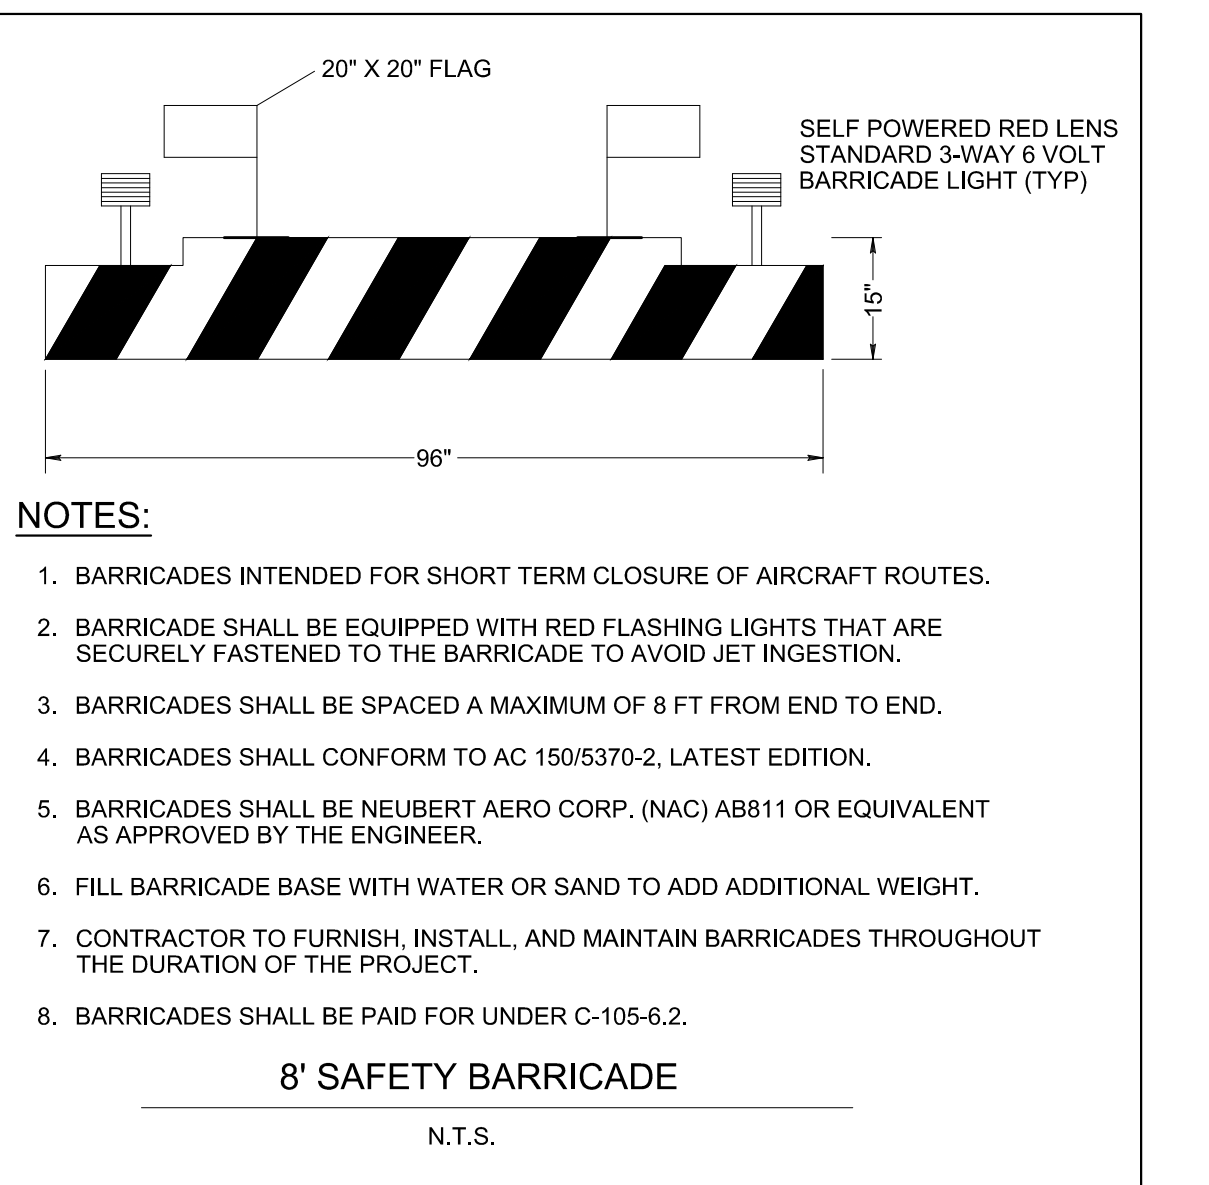 20" X 20" FLAG
SELF POWERED RED LENS
STANDARD 3-WAY 6 VOLT
BARRICADE LIGHT (TYP)
15"
96"
NOTES:
1. BARRICADES INTENDED FOR SHORT TERM CLOSURE OF AIRCRAFT ROUTES.
2. BARRICADE SHALL BE EQUIPPED WITH RED FLASHING LIGHTS THAT ARE
SECURELY FASTENED TO THE BARRICADE TO AVOID JET INGESTION.
3. BARRICADES SHALL BE SPACED A MAXIMUM OF 8 FT FROM END TO END.
4. BARRICADES SHALL CONFORM TO AC 150/5370-2, LATEST EDITION.
5. BARRICADES SHALL BE NEUBERT AERO CORP. (NAC) AB811 OR EQUIVALENT
AS APPROVED BY THE ENGINEER.
6. FILL BARRICADE BASE WITH WATER OR SAND TO ADD ADDITIONAL WEIGHT.
7. CONTRACTOR TO FURNISH, INSTALL, AND MAINTAIN BARRICADES THROUGHOUT
THE DURATION OF THE PROJECT.
8. BARRICADES SHALL BE PAID FOR UNDER C-105-6.2.
8' SAFETY BARRICADE
N.T.S.